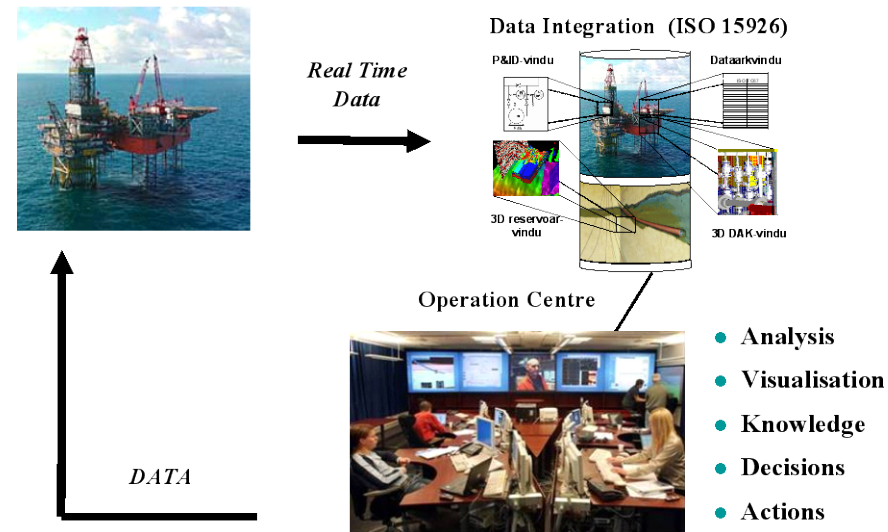 Data Integration (ISO 15926)
P&ID-vindu
Dataarkvindu
Real Time
Data
3D reservoar-
vindu
3D DAK-vindu
Operation Centre
Analysis
Visualisation
Knowledge
Decisions
Actions
DATA